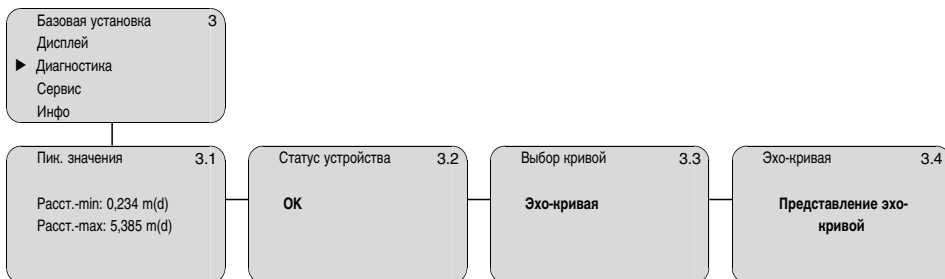 Базовая установка 3
Дисплей
▶ Диагностика
Сервис
Инфо
Пик. значения 3.1
Расст.-min: 0,234 m(d)
Расст.-max: 5,385 m(d)
Статус устройства 3.2
OK
Выбор кривой 3.3
Эхо-кривая
Эхо-кривая 3.4
Представление эхо-
кривой